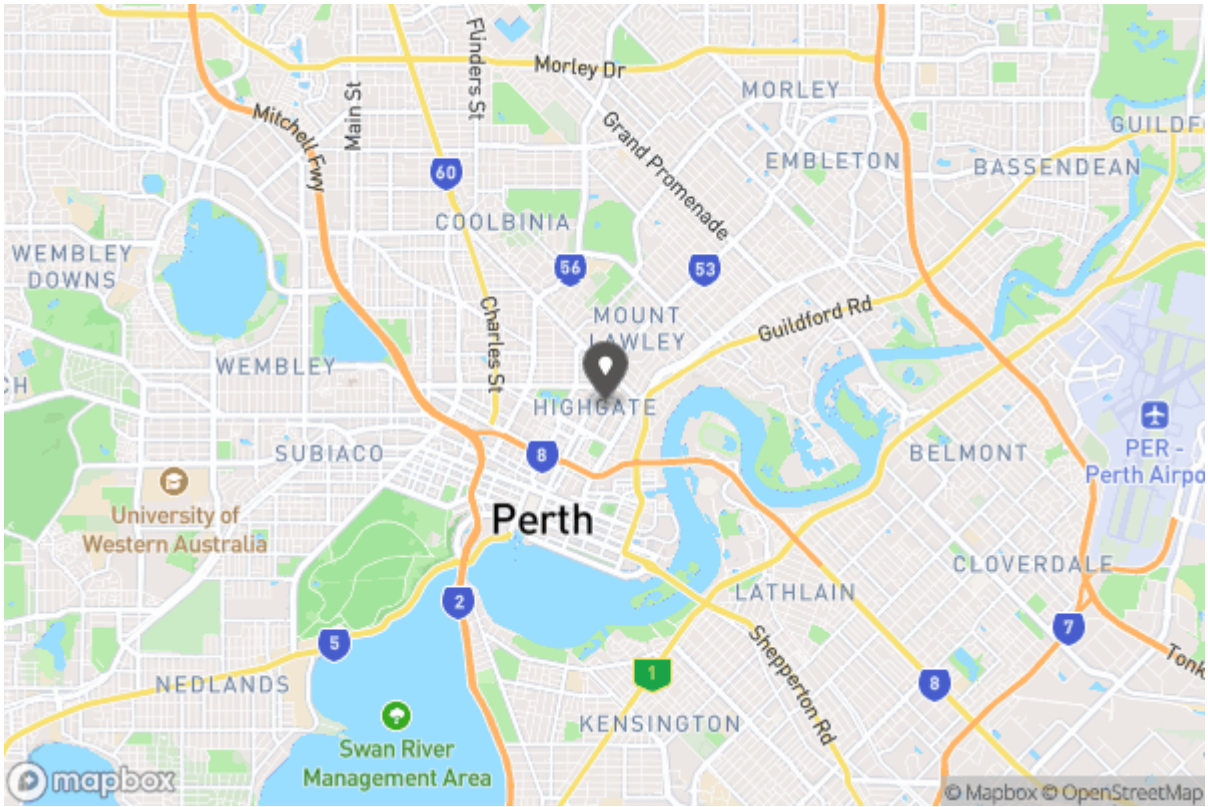 Flinders St
Morley Dr
MORLEY
Main St
Mitchell Fwy
Grand Promenade
GUILDF
EMBLETON
BASSENDEAN
60
COOLBINIA
WEMBLEY
DOWNS
56
53
Charles St
MOUNT
LAWLEY
Guildford Rd
WEMBLEY
CH
HIGHGATE
SUBIACO
8
BELMONT
PER -
Perth Airpo
University of
Western Australia
Perth
CLOVERDALE
LATHLAIN
2
5
7
Shepperton Rd
Tonk
1
8
NEDLANDS
KENSINGTON
Swan River
Management Area
mapbox
© Mapbox © OpenStreetMap